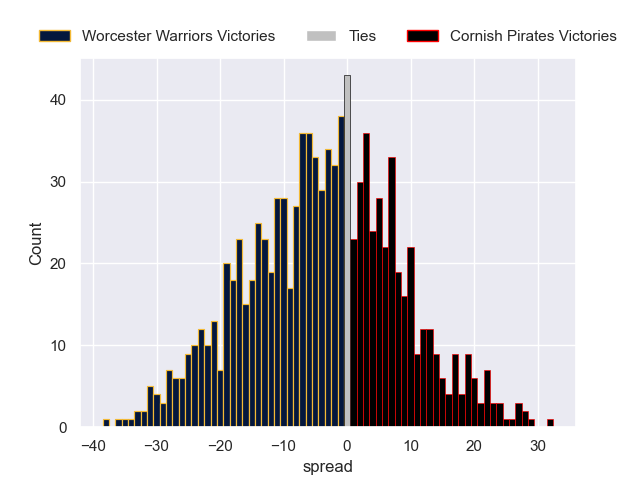 Worcester Warriors Victories Ties Cornish Pirates Victories
40
30
20
10
0
Count
−40 −30 −20 −10 0 10 20 30
spread